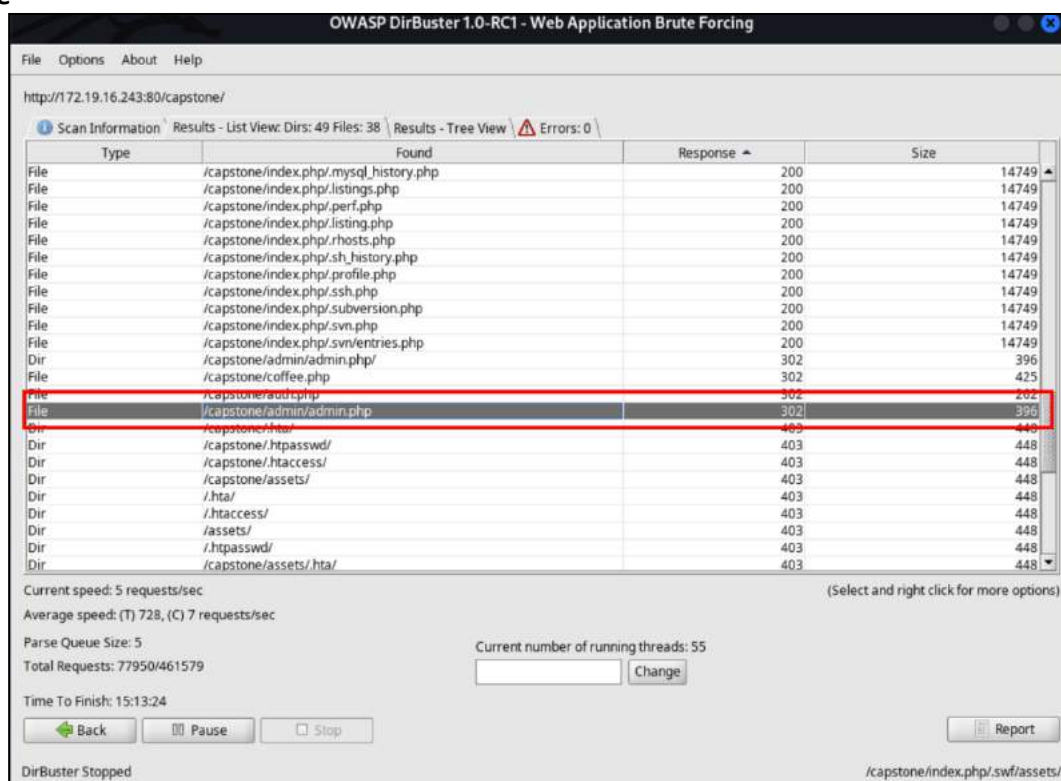 OWASP DirBuster 1.0-RC1 - Web Application Brute Forcing
File Options About Help
http://172.19.16.243:80/capstone/
Scan Information Results - List View: Dirs: 49 Files: 38 Results - Tree View Errors: 0
Type Found Response Size
File /capstone/index.php/.mysql_history.php 200 14749
File /capstone/index.php/.listings.php 200 14749
File /capstone/index.php/.perf.php 200 14749
File /capstone/index.php/.listing.php 200 14749
File /capstone/index.php/.rhosts.php 200 14749
File /capstone/index.php/.sh_history.php 200 14749
File /capstone/index.php/.profile.php 200 14749
File /capstone/index.php/.ssh.php 200 14749
File /capstone/index.php/.subversion.php 200 14749
File /capstone/index.php/.svn.php 200 14749
File /capstone/index.php/.svn/entries.php 200 14749
Dir /capstone/admin/admin.php/ 302 396
File /capstone/coffee.php 302 425
File /capstone/auth.php 302 262
File /capstone/admin/admin.php 302 396
Dir /capstone/.hta/ 403 448
Dir /capstone/.htpasswd/ 403 448
Dir /capstone/.htaccess/ 403 448
Dir /capstone/assets/ 403 448
Dir /.hta/ 403 448
Dir /.htaccess/ 403 448
Dir /assets/ 403 448
Dir /.htpasswd/ 403 448
Dir /capstone/assets/.hta/ 403 448
Current speed: 5 requests/sec (Select and right click for more options)
Average speed: (T) 728, (C) 7 requests/sec
Parse Queue Size: 5 Current number of running threads: 55
Total Requests: 77950/461579 Change
Time To Finish: 15:13:24
Back Pause Stop Report
DirBuster Stopped /capstone/index.php/.swf/assets/